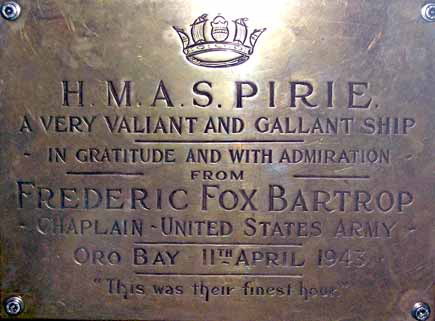 H.M.A.S. PIRIE.
A VERY VALIANT AND GALLANT SHIP
- IN GRATITUDE AND WITH ADMIRATION -
FROM
FREDERIC FOX BARTROP
- CHAPLAIN - UNITED STATES ARMY -
ORO BAY 11TH APRIL 1943.
"This was their finest hour"